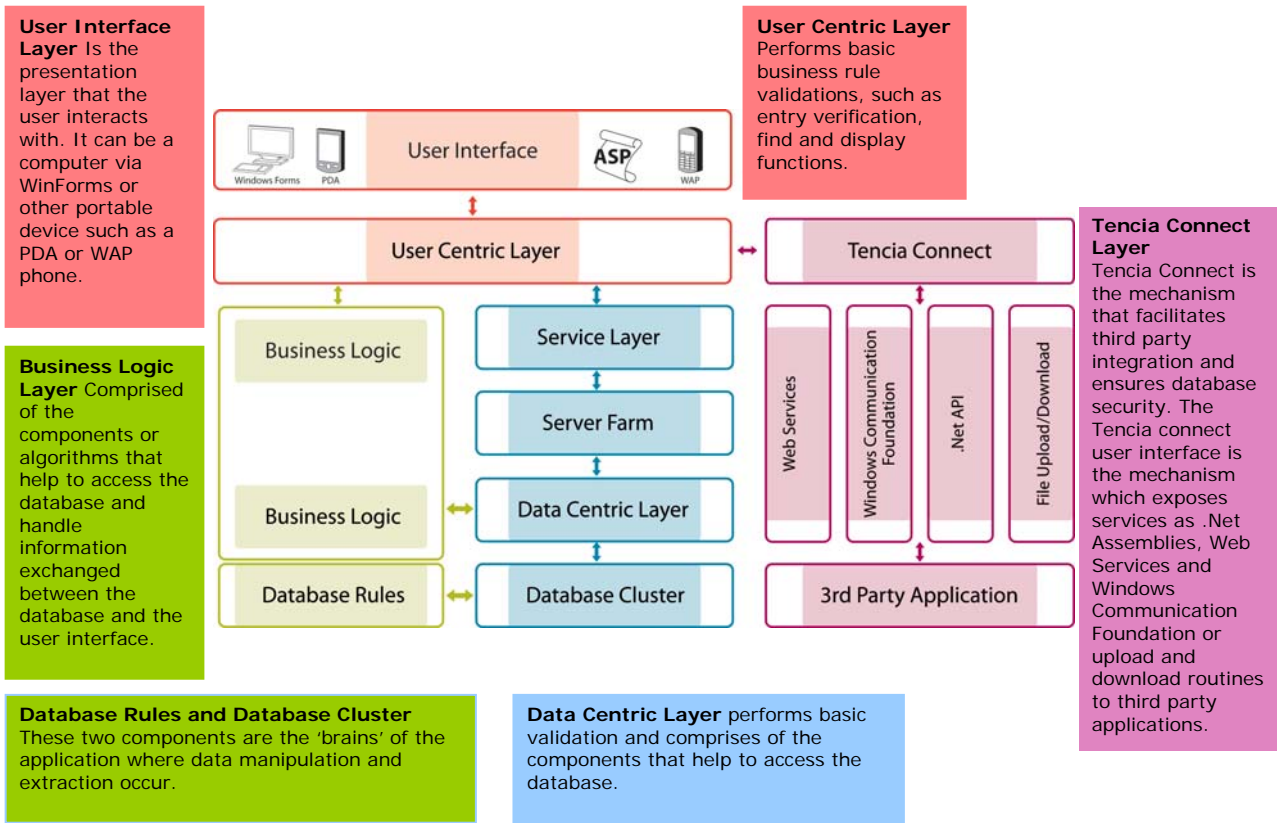 User Interface
Layer Is the
presentation
layer that the
user interacts
with. It can be a
computer via
WinForms or
other portable
device such as a
PDA or WAP
phone.
User Centric Layer
Performs basic
business rule
validations, such as
entry verification,
find and display
functions.
Windows Forms
PDA
User Interface
ASP
WAP
User Centric Layer
Tencia Connect
Business Logic
Service Layer
Server Farm
Business Logic
Data Centric Layer
Database Rules
Database Cluster
Web Services
Windows Communication
Foundation
.Net API
File Upload/Download
3rd Party Application
Tencia Connect
Layer
Tencia Connect is
the mechanism
that facilitates
third party
integration and
ensures database
security. The
Tencia connect
user interface is
the mechanism
which exposes
services as .Net
Assemblies, Web
Services and
Windows
Communication
Foundation or
upload and
download routines
to third party
applications.
Business Logic
Layer Comprised
of the
components or
algorithms that
help to access the
database and
handle
information
exchanged
between the
database and the
user interface.
Database Rules and Database Cluster
These two components are the ‘brains’ of the
application where data manipulation and
extraction occur.
Data Centric Layer performs basic
validation and comprises of the
components that help to access the
database.